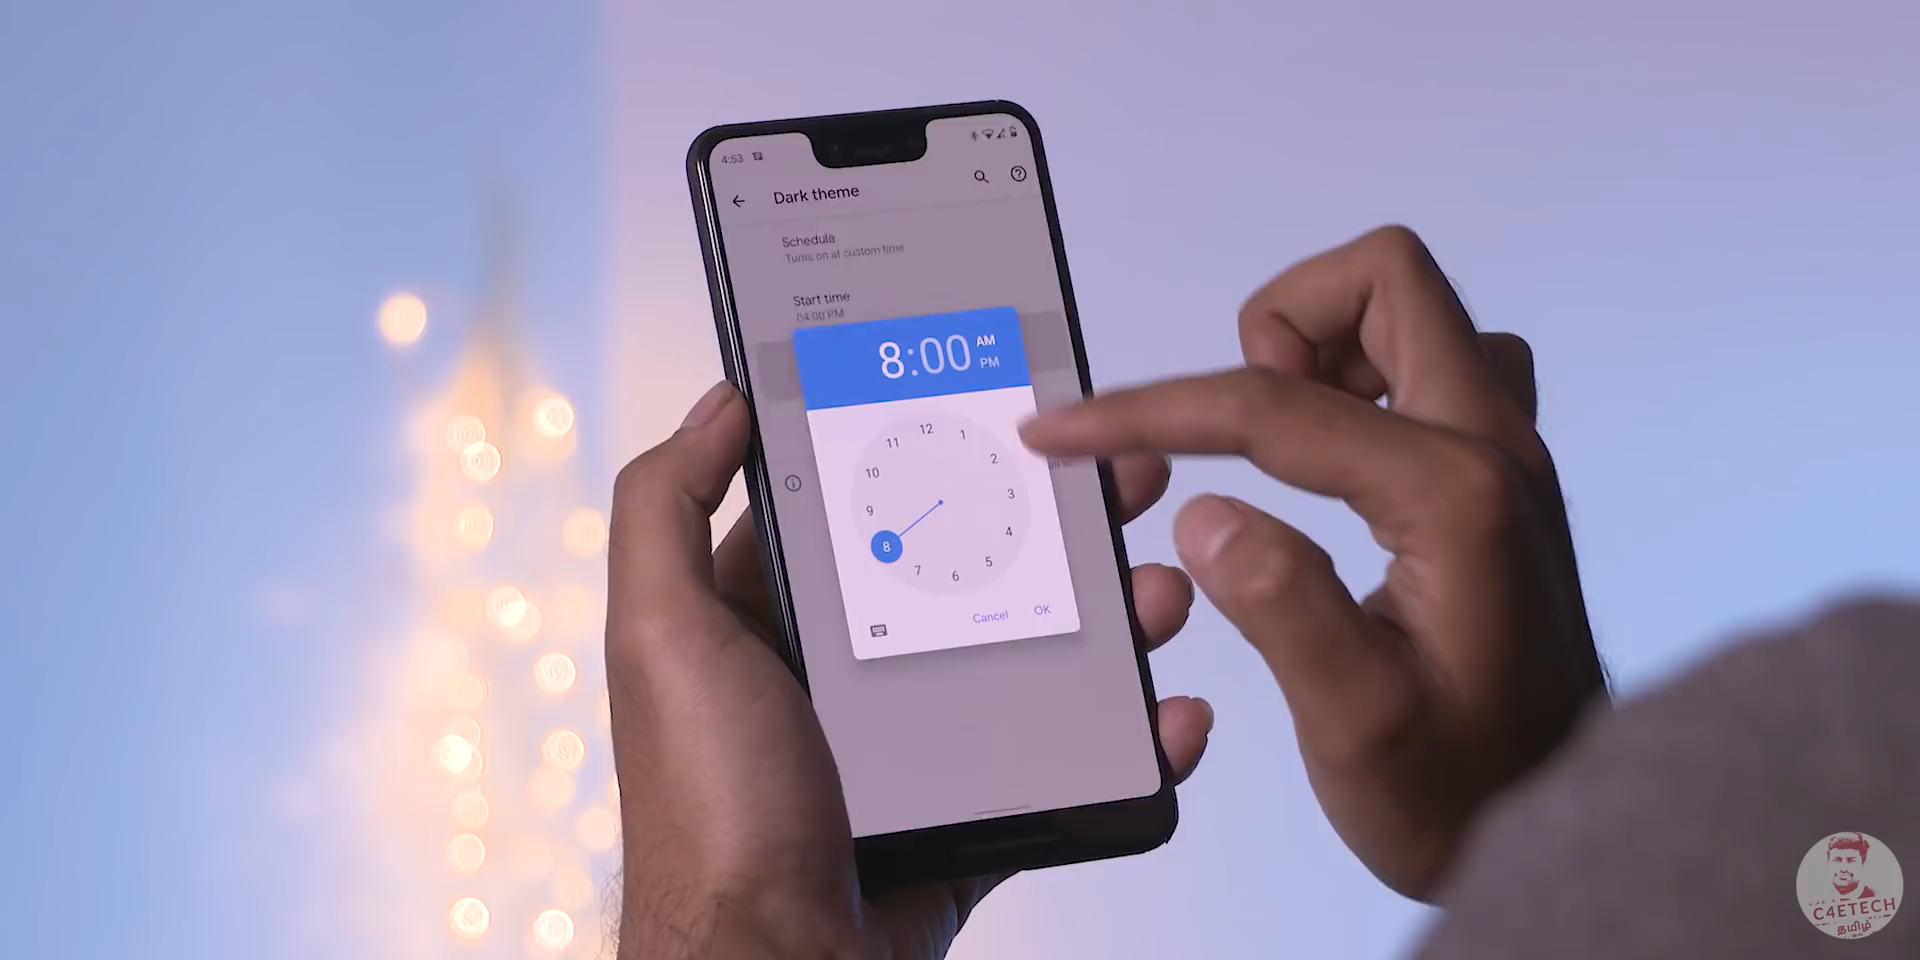 4:53
Dark theme
Schedule
Turns on at custom time
Start time
04:00 PM
8:00
AM
PM
12
11
1
10
2
9
3
8
4
7
5
6
Cancel
OK
C4ETECH
தமிழ்